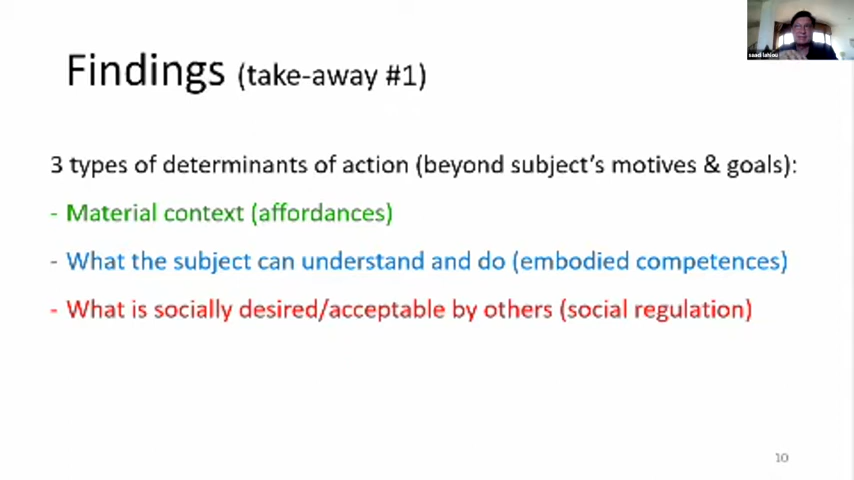 Findings (take-away #1)
3 types of determinants of action (beyond subject's motives & goals):
- Material context (affordances)
- What the subject can understand and do (embodied competences)
- What is socially desired/acceptable by others (social regulation)
10
saadi lahlou